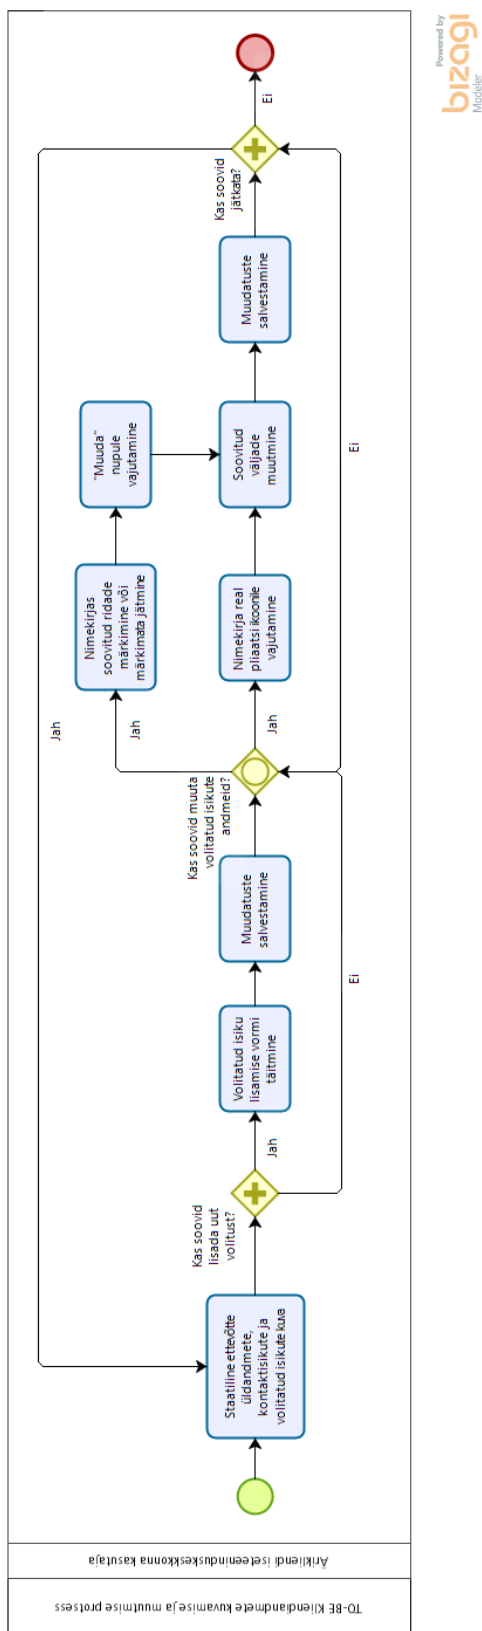 TO-BE Kliendiandmete kuvamise ja muutmise protsess
Ärikliendi iseteeninduskeskkonna kasutaja
Staatiline ettevõtte
üldandmete,
kontaktisikute ja
volitatud isikute kuva
Kas soovid
lisada uut
volitust?
Jah
Ei
Volitatud isiku
lisamise vormi
täitmine
Muudatuste
salvestamine
Kas soovid muuta
volitatud isikute
andmeid?
Jah
Jah
Ei
Nimekirjas
soovitud ridade
märkimine või
märkimata jätmine
"Muuda"
nupule
vajutamine
Nimekirja real
pliaatsi ikoonile
vajutamine
Soovitud
väljade
muutmine
Muudatuste
salvestamine
Kas soovid
jätkata?
Jah
Ei
Powered by
bizagi
Modeler